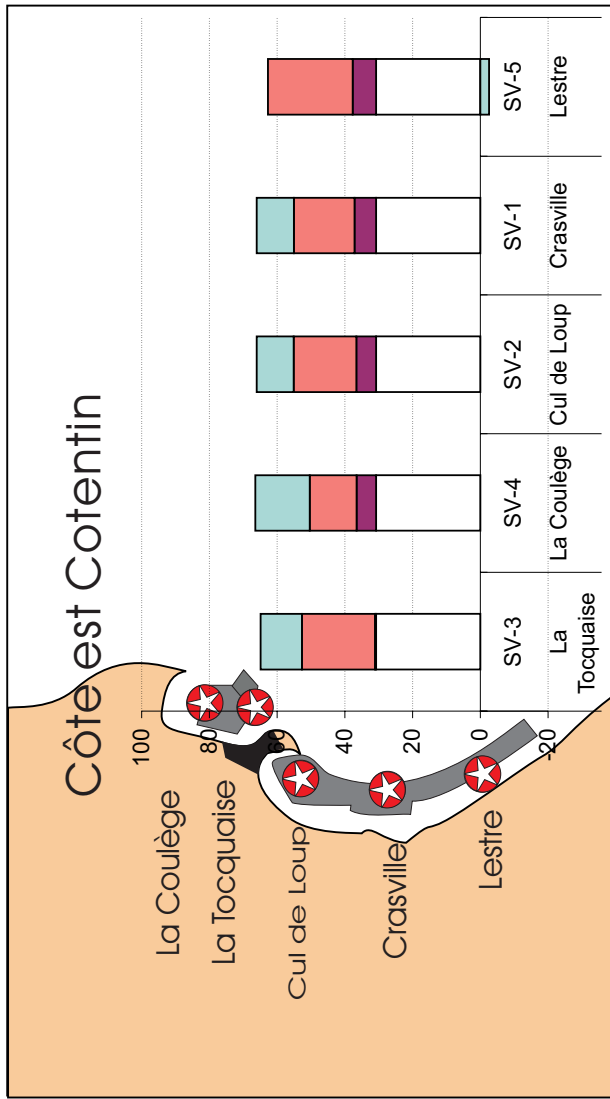 Côte est Cotentin
La Coulège
La Tocquaise
Cul de Loup
Crasville
Lestre
100
80
60
40
20
0
-20
SV-3
SV-4
SV-2
SV-1
SV-5
La
Tocquaise
La Coulège
Cul de Loup
Crasville
Lestre